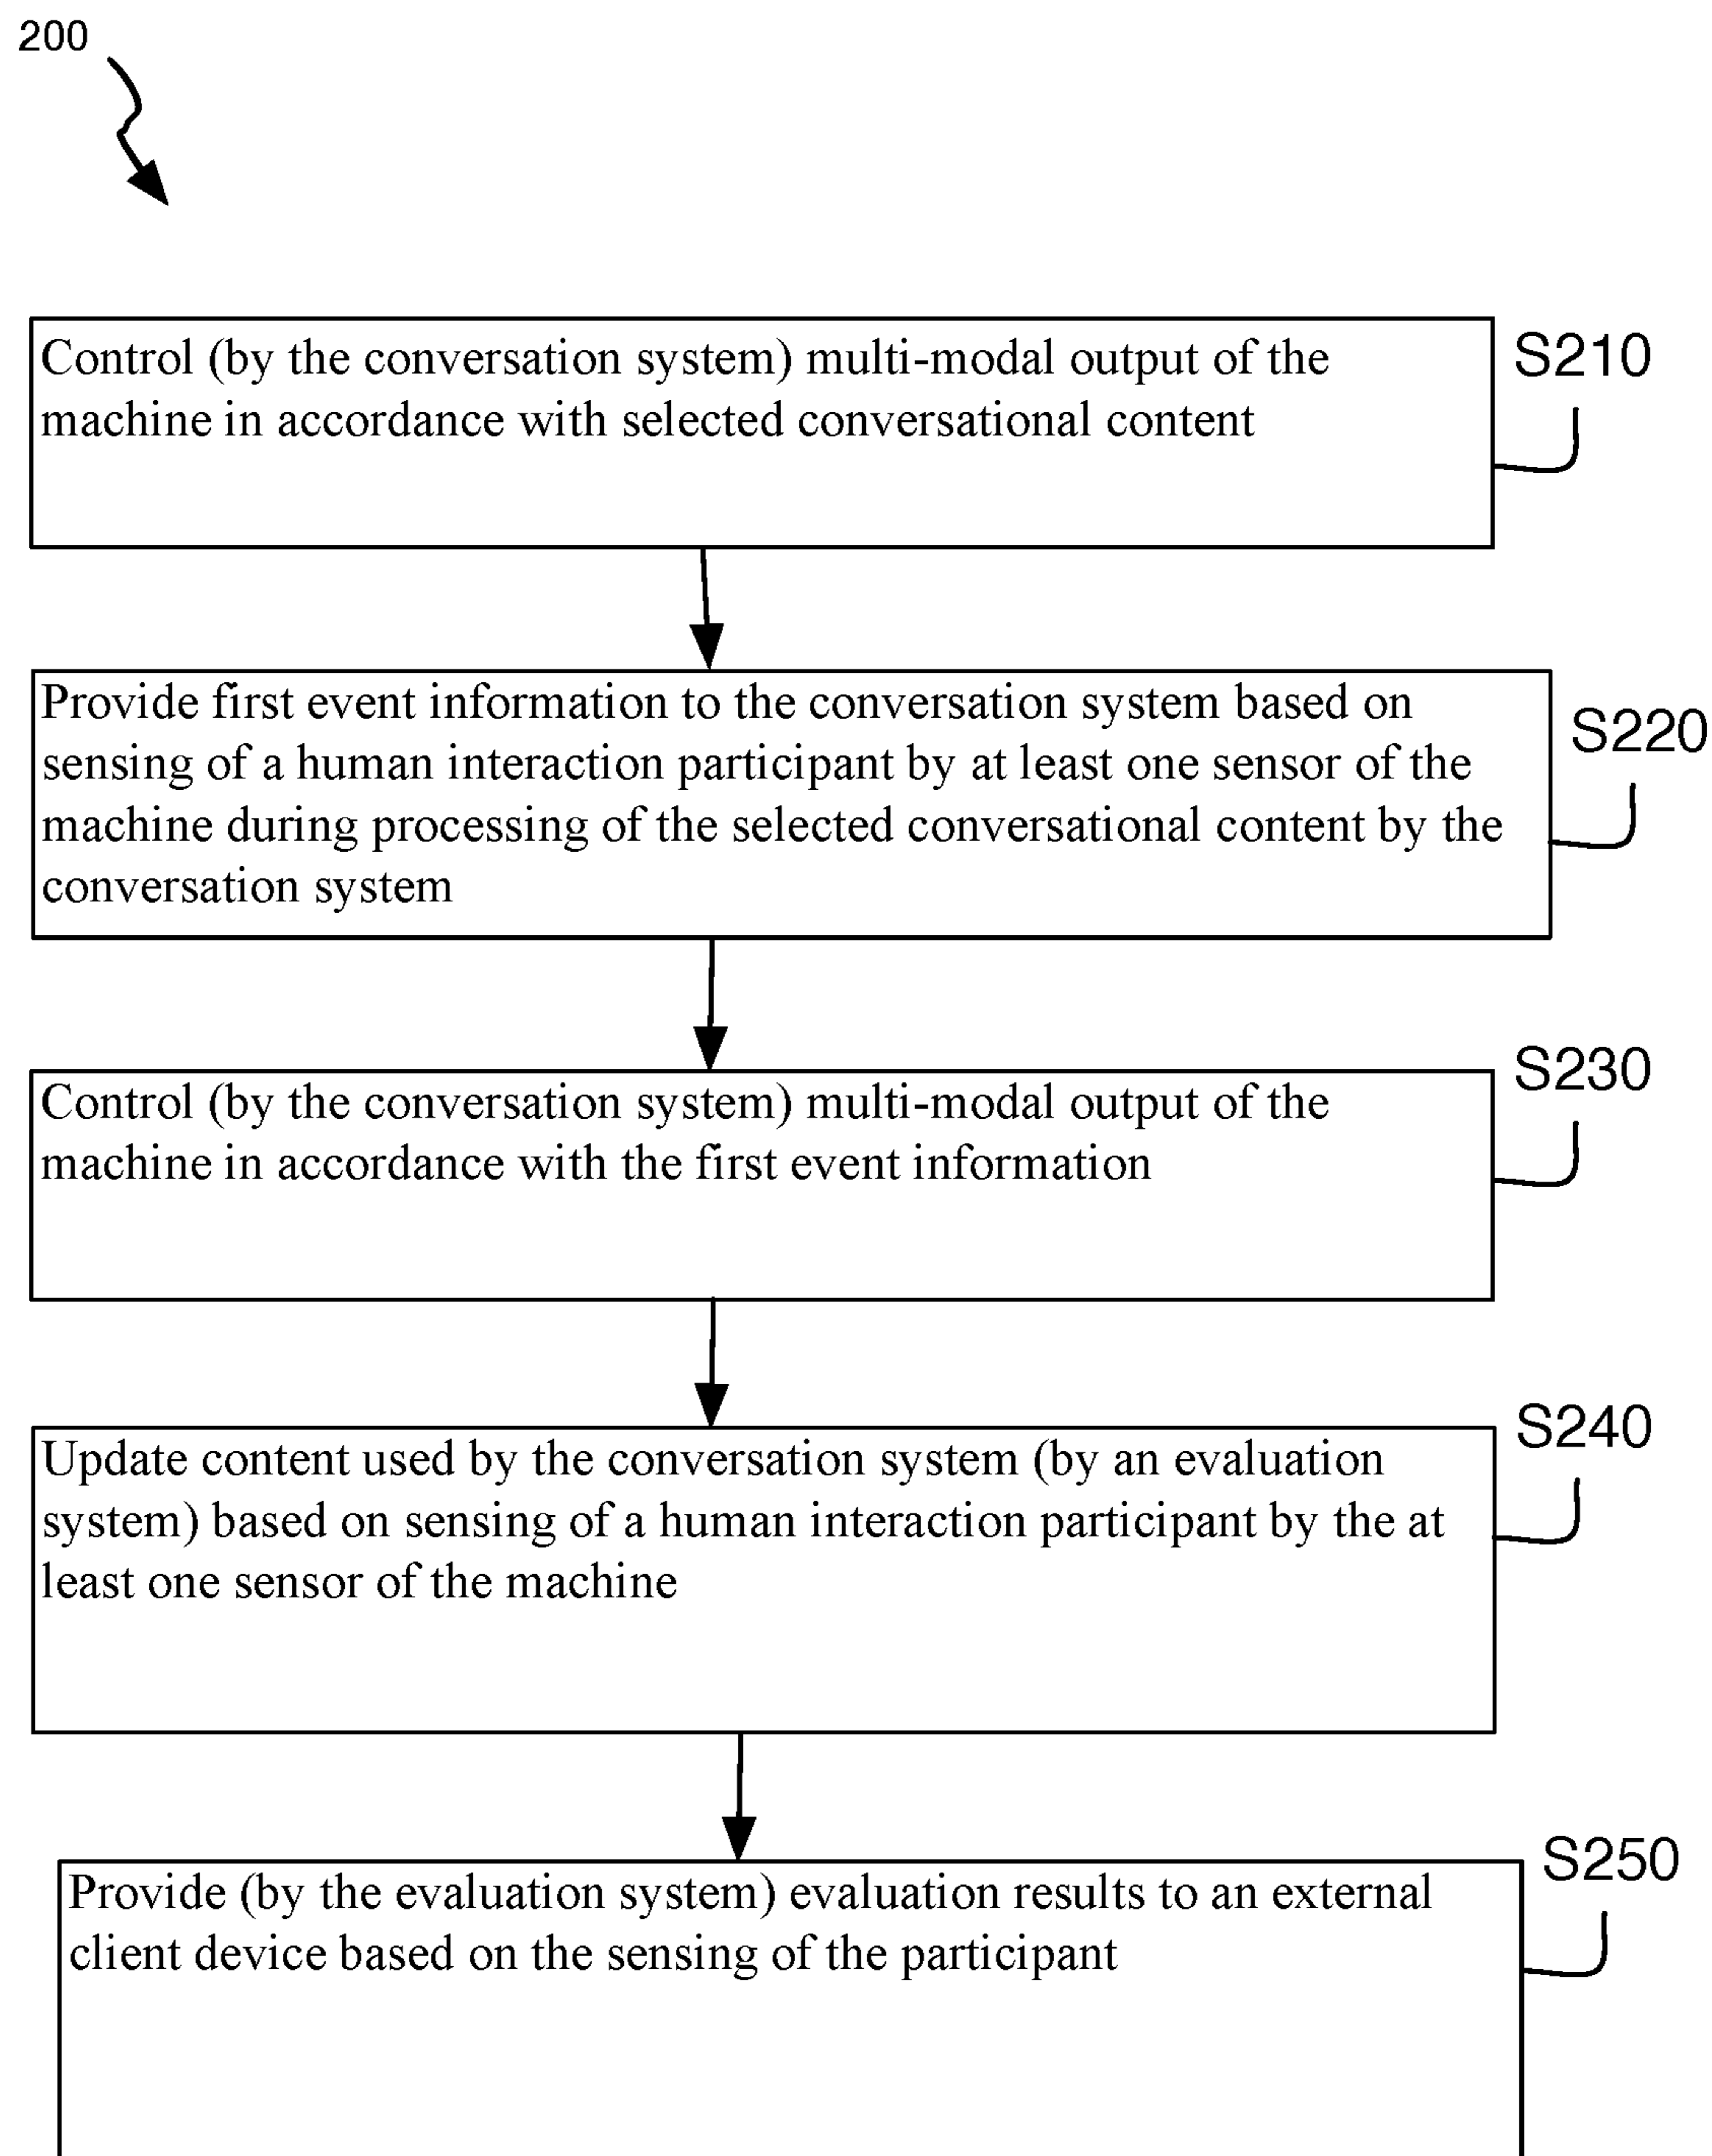 200
Control (by the conversation system) multi-modal output of the
machine in accordance with selected conversational content
S210
Provide first event information to the conversation system based on
sensing of a human interaction participant by at least one sensor of the
machine during processing of the selected conversational content by the
conversation system
S220
Control (by the conversation system) multi-modal output of the
machine in accordance with the first event information
S230
Update content used by the conversation system (by an evaluation
system) based on sensing of a human interaction participant by the at
least one sensor of the machine
S240
Provide (by the evaluation system) evaluation results to an external
client device based on the sensing of the participant
S250